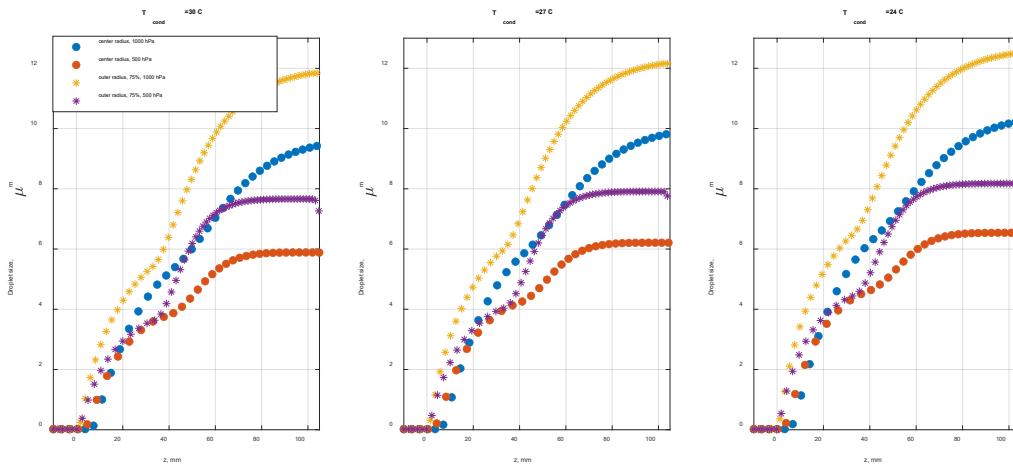 T cond =30 C
center radius, 1000 hPa
center radius, 500 hPa
outer radius, 75%, 1000 hPa
outer radius, 75%, 500 hPa
12
10
8
6
4
2
0
Droplet size, μ m
0 20 40 60 80 100
z, mm
T cond =27 C
12
10
8
6
4
2
0
Droplet size, μ m
0 20 40 60 80 100
z, mm
T cond =24 C
12
10
8
6
4
2
0
Droplet size, μ m
0 20 40 60 80 100
z, mm